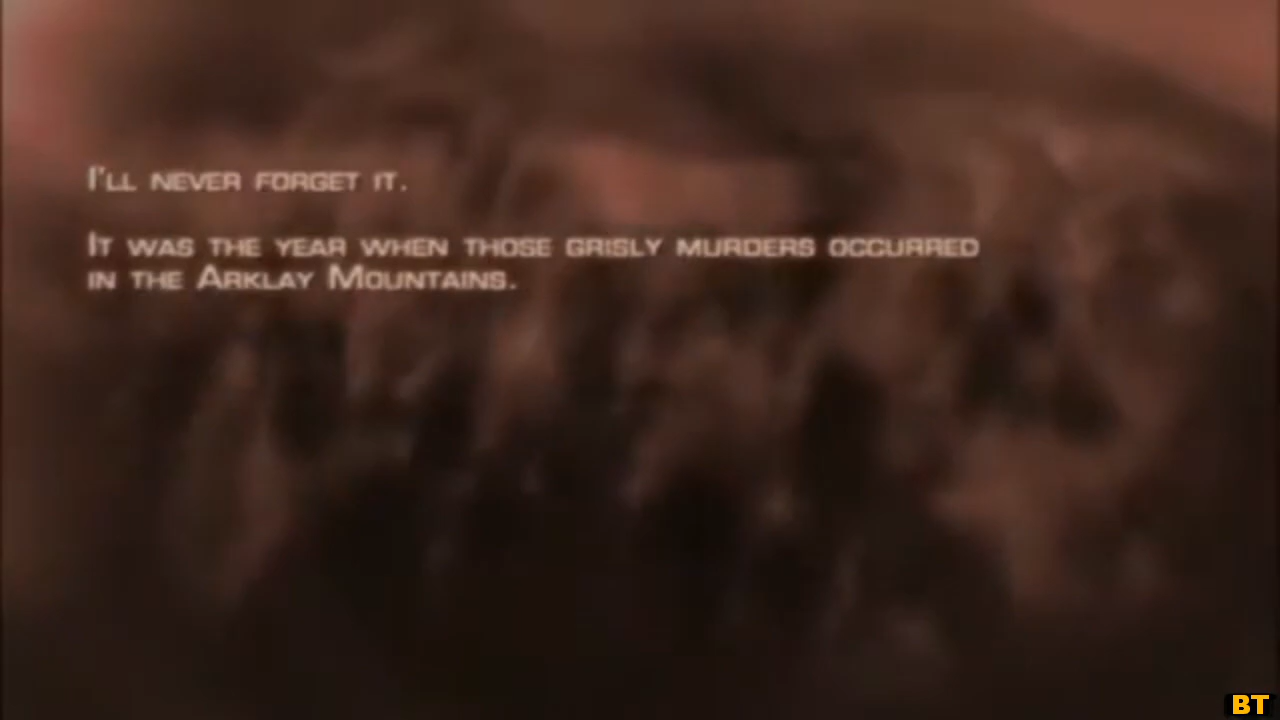 I'll never forget it.
It was the year when those grisly murders occurred
in the Arklay Mountains.
BT